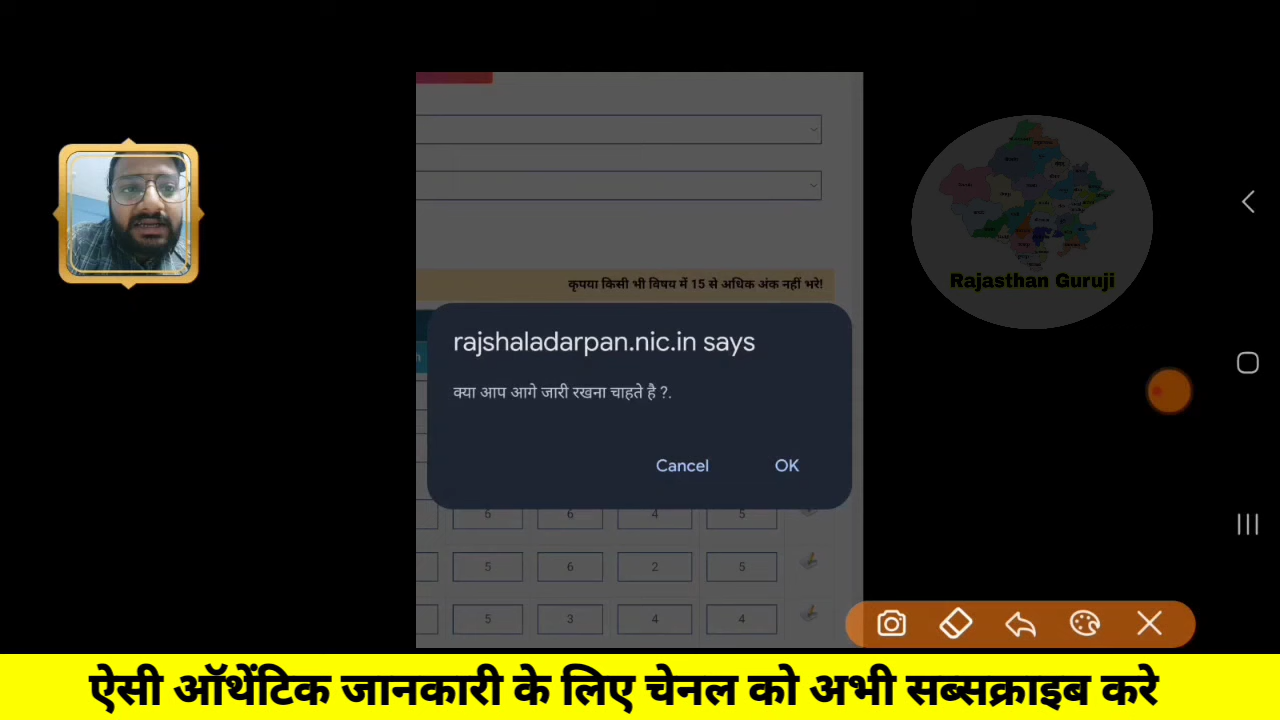 कृपया किसी भी विषय में 15 से अधिक अंक नहीं भरे!
rajshaladarpan.nic.in says
क्या आप आगे जारी रखना चाहते है ?.
Cancel OK
6 6 4 5
5 6 2 5
5 3 4 4
Rajasthan Guruji
ऐसी ऑथेंटिक जानकारी के लिए चेनल को अभी सब्सक्राइब करे